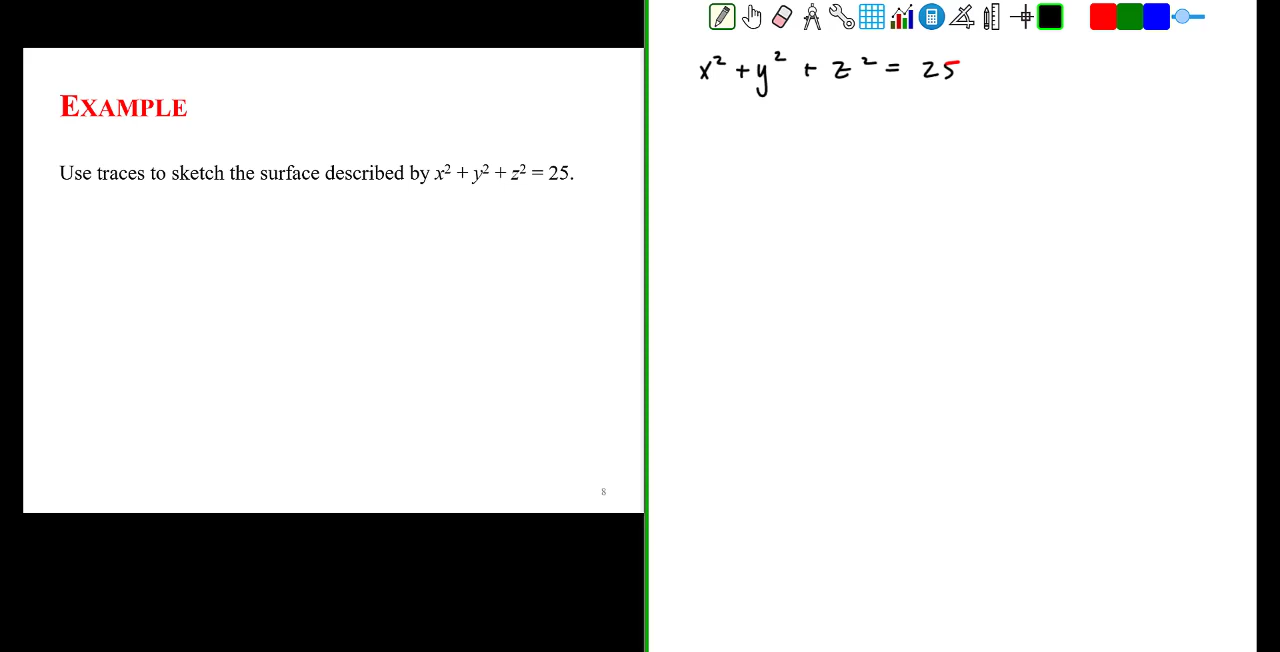 EXAMPLE
Use traces to sketch the surface described by x² + y² + z² = 25.
8
x² + y² + z² = 25